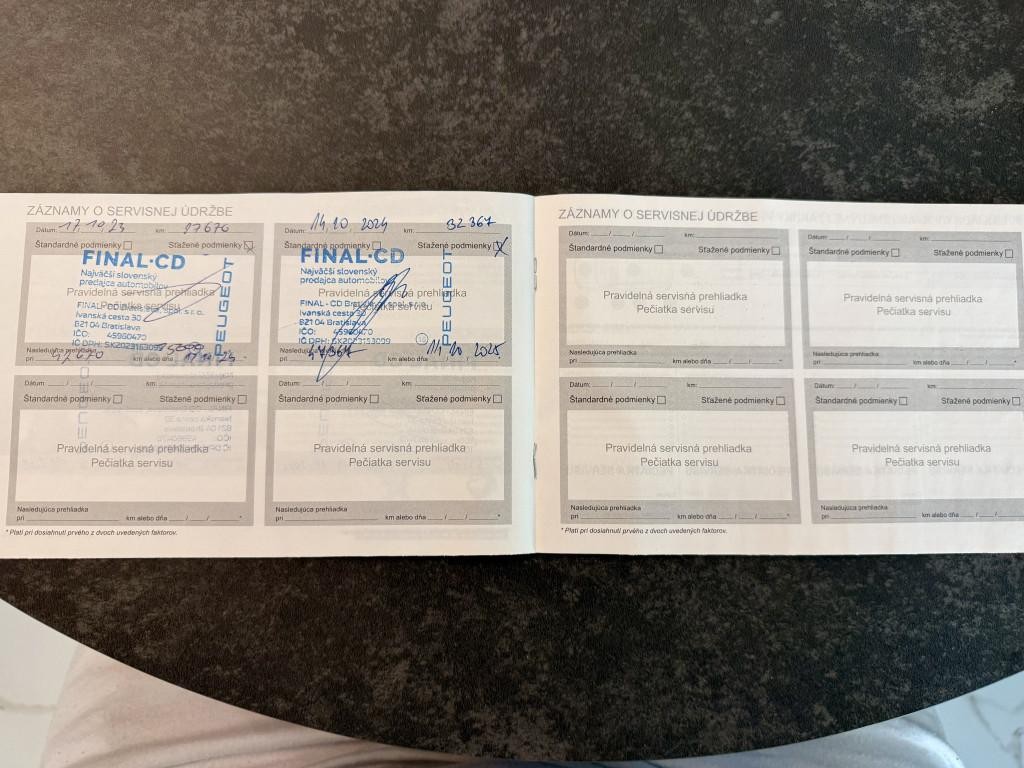 ZÁZNAMY O SERVISNEJ ÚDRŽBE
Dátum: 17.10.23 km: 27676
Štandardné podmienky Sťažené podmienky
FINAL-CD
Najväčší slovenský
predajca automobilov
Pravidelná servisná prehliadka
Pečiatka servisu
Ivanská cesta 30
821 04 Bratislava
IČO: 45960470
IČ DPH: SK2023163099
PEUGEOT
Nasledujúca prehliadka
pri km alebo dňa
14.10.2024 km: 32367
Štandardné podmienky Sťažené podmienky
FINAL-CD
Najväčší slovenský
predajca automobilov
Pravidelná servisná prehliadka
FINAL - CD Bratislava, spol. s r.o.
Ivanská cesta 30
821 04 Bratislava
IČO: 45960470
IČ DPH: SK2023163099
PEUGEOT
Nasledujúca prehliadka
pri 47367 km alebo dňa 14.10.2025
Dátum: / / km:
Štandardné podmienky Sťažené podmienky
Pravidelná servisná prehliadka
Pečiatka servisu
Nasledujúca prehliadka
pri km alebo dňa / / *
Dátum: / / km:
Štandardné podmienky Sťažené podmienky
Pravidelná servisná prehliadka
Pečiatka servisu
Nasledujúca prehliadka
pri km alebo dňa / / *
* Platí pri dosiahnutí prvého z dvoch uvedených faktorov.
ZÁZNAMY O SERVISNEJ ÚDRŽBE
Dátum: / / km:
Štandardné podmienky Sťažené podmienky
Pravidelná servisná prehliadka
Pečiatka servisu
Nasledujúca prehliadka
pri km alebo dňa / / *
Dátum: / / km:
Štandardné podmienky Sťažené podmienky
Pravidelná servisná prehliadka
Pečiatka servisu
Nasledujúca prehliadka
pri km alebo dňa / / *
Dátum: / / km:
Štandardné podmienky Sťažené podmienky
Pravidelná servisná prehliadka
Pečiatka servisu
Nasledujúca prehliadka
pri km alebo dňa / / *
Dátum: / / km:
Štandardné podmienky Sťažené podmienky
Pravidelná servisná prehliadka
Pečiatka servisu
Nasledujúca prehliadka
pri km alebo dňa / / *
* Platí pri dosiahnutí prvého z dvoch uvedených faktorov.